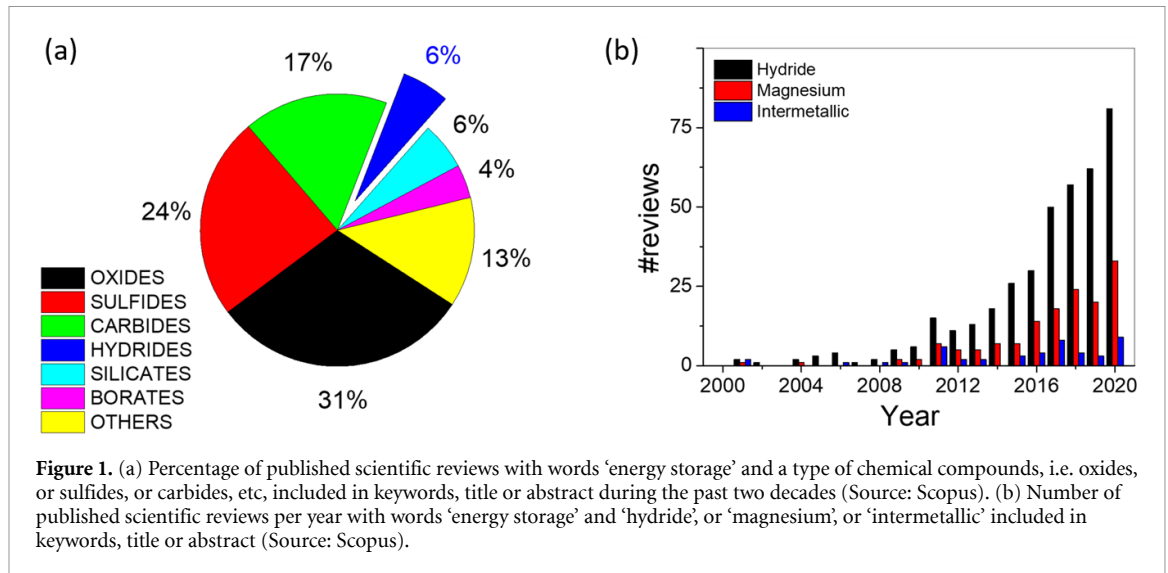 (a)
17%
6%
6%
4%
24%
13%
31%
OXIDES
SULFIDES
CARBIDES
HYDRIDES
SILICATES
BORATES
OTHERS
(b)
Hydride
Magnesium
Intermetallic
75
50
25
0
#reviews
2000 2004 2008 2012 2016 2020
Year
Figure 1. (a) Percentage of published scientific reviews with words ‘energy storage’ and a type of chemical compounds, i.e. oxides,
or sulfides, or carbides, etc, included in keywords, title or abstract during the past two decades (Source: Scopus). (b) Number of
published scientific reviews per year with words ‘energy storage’ and ‘hydride’, or ‘magnesium’, or ‘intermetallic’ included in
keywords, title or abstract (Source: Scopus).